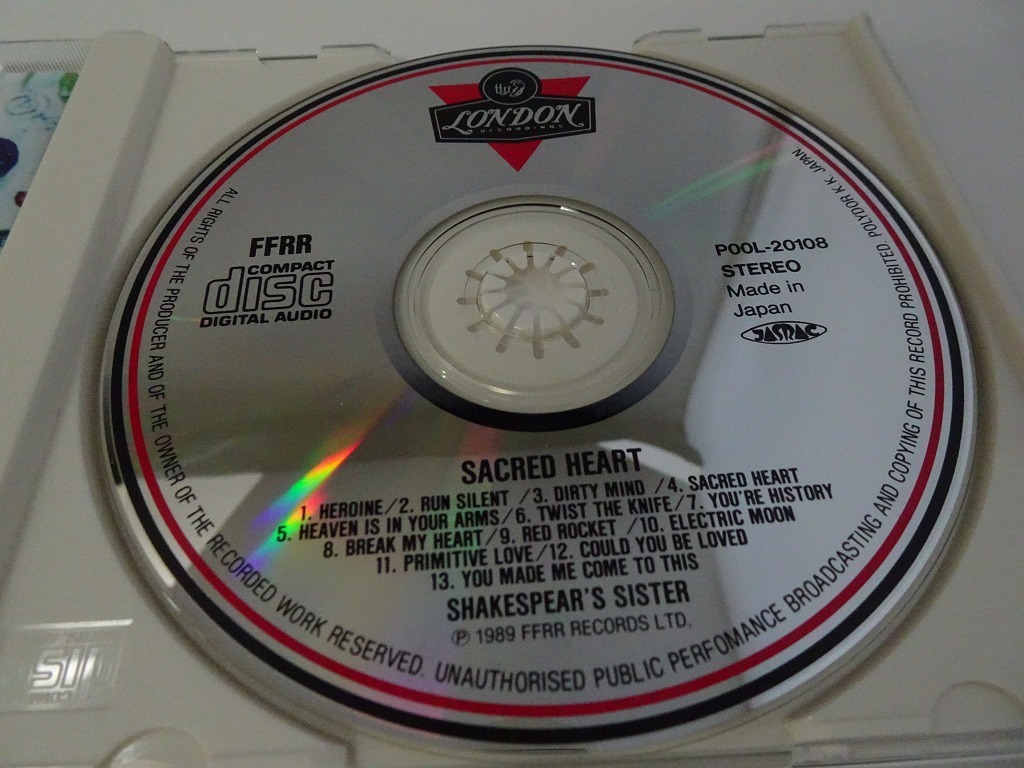 LONDON
RECORDINGS
FFRR
COMPACT
disc
DIGITAL AUDIO
POOL-20108
STEREO
Made in
Japan
JASRAC
SACRED HEART
1. HEROINE/2. RUN SILENT /3. DIRTY MIND /4. SACRED HEART
5. HEAVEN IS IN YOUR ARMS/6. TWIST THE KNIFE/7. YOU'RE HISTORY
8. BREAK MY HEART/9. RED ROCKET /10. ELECTRIC MOON
11. PRIMITIVE LOVE/12. COULD YOU BE LOVED
13. YOU MADE ME COME TO THIS
SHAKESPEAR'S SISTER
Ⓟ 1989 FFRR RECORDS LTD.
ALL RIGHTS OF THE PRODUCER AND OF THE OWNER OF THE RECORDED WORK RESERVED. UNAUTHORISED PUBLIC PERFOMANCE BROADCASTING AND COPYING OF THIS RECORD PROHIBITED. POLYDOR K.K. JAPAN